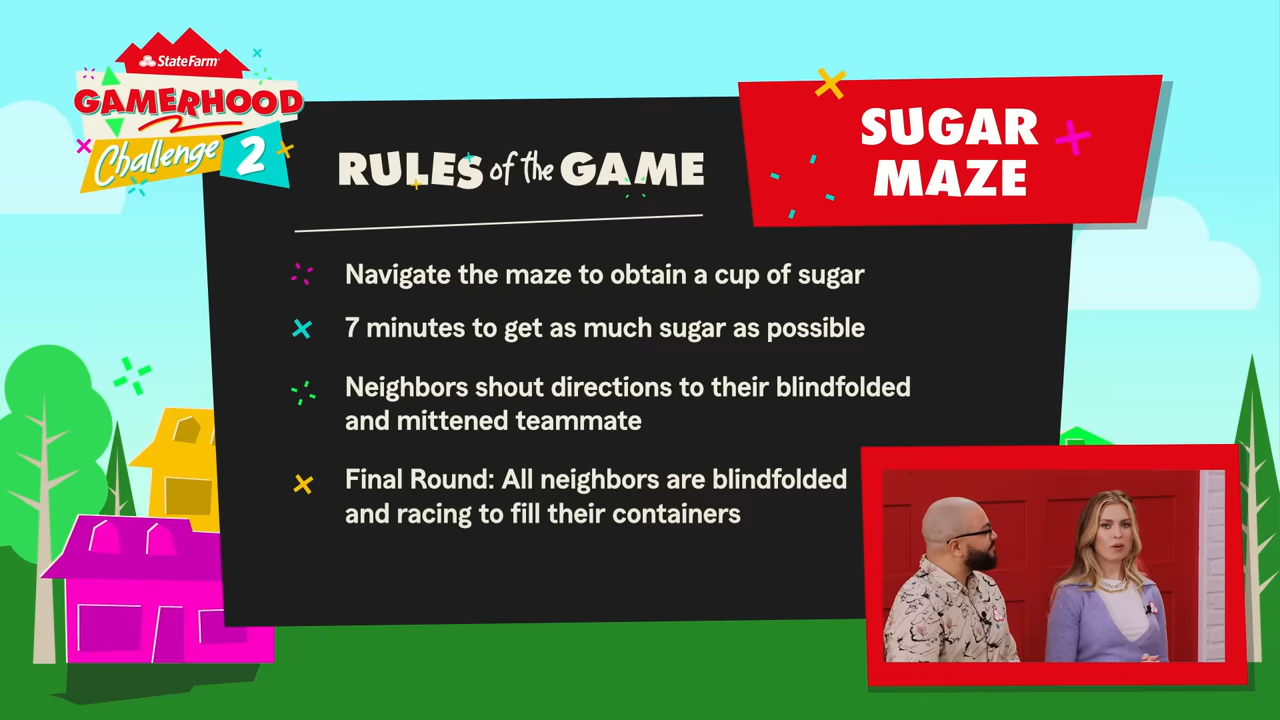 StateFarm
GAMERHOOD
Challenge 2
RULES of the GAME
SUGAR
MAZE
Navigate the maze to obtain a cup of sugar
7 minutes to get as much sugar as possible
Neighbors shout directions to their blindfolded
and mittened teammate
Final Round: All neighbors are blindfolded
and racing to fill their containers